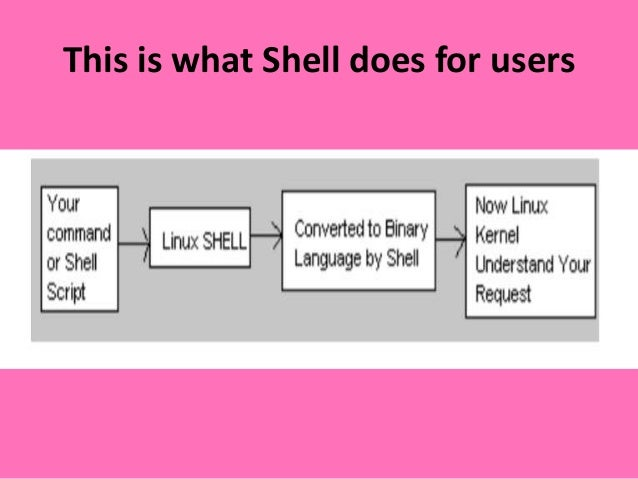 This is what Shell does for users
Your
command
or Shell
Script
Linux SHELL
Converted to Binary
Language by Shell
Now Linux
Kernel
Understand Your
Request